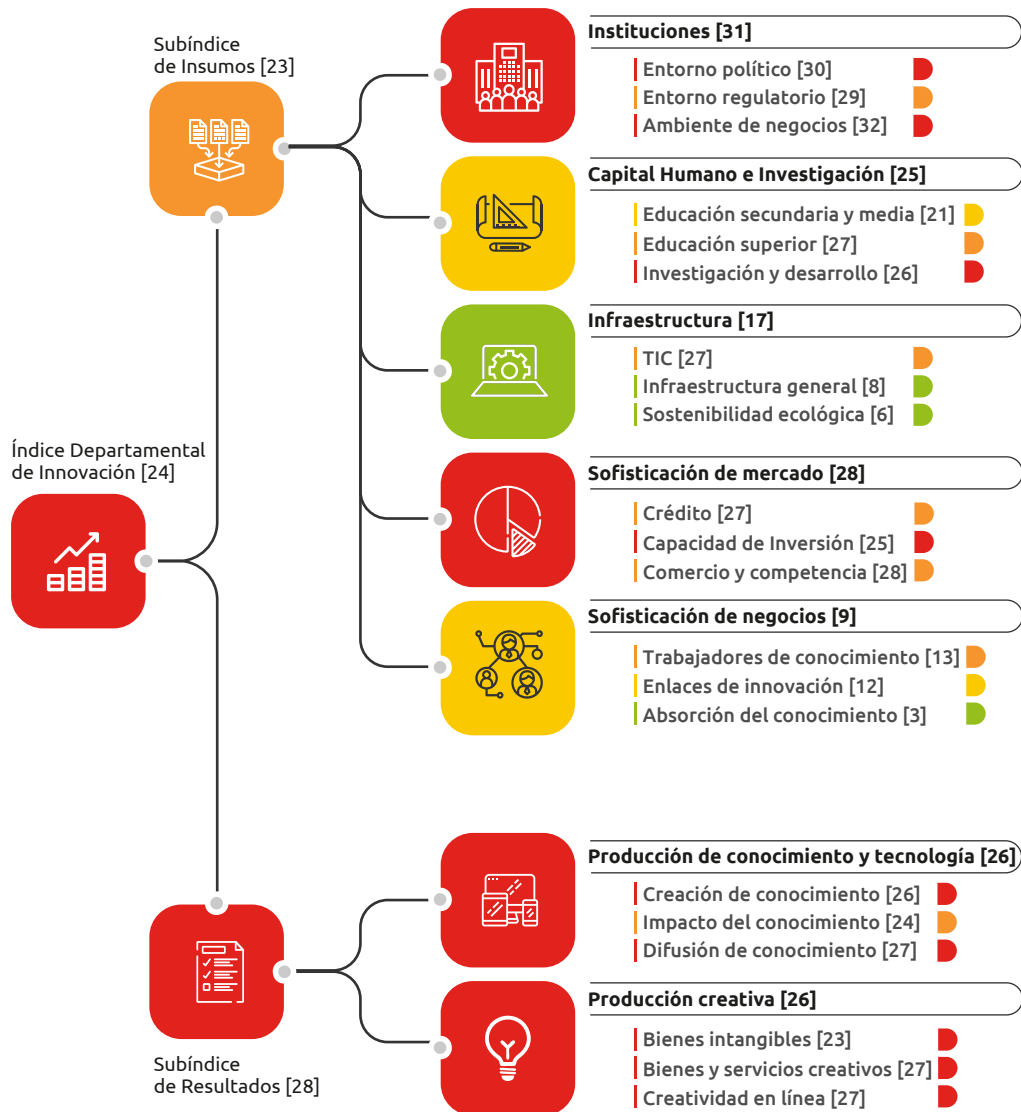 Subíndice
de Insumos [23]
Índice Departamental
de Innovación [24]
Subíndice
de Resultados [28]
Instituciones [31]
Entorno político [30]
Entorno regulatorio [29]
Ambiente de negocios [32]
Capital Humano e Investigación [25]
Educación secundaria y media [21]
Educación superior [27]
Investigación y desarrollo [26]
Infraestructura [17]
TIC [27]
Infraestructura general [8]
Sostenibilidad ecológica [6]
Sofisticación de mercado [28]
Crédito [27]
Capacidad de Inversión [25]
Comercio y competencia [28]
Sofisticación de negocios [9]
Trabajadores de conocimiento [13]
Enlaces de innovación [12]
Absorción del conocimiento [3]
Producción de conocimiento y tecnología [26]
Creación de conocimiento [26]
Impacto del conocimiento [24]
Difusión de conocimiento [27]
Producción creativa [26]
Bienes intangibles [23]
Bienes y servicios creativos [27]
Creatividad en línea [27]